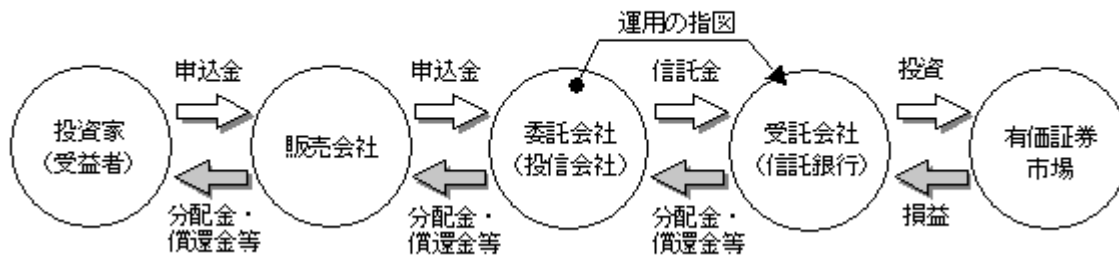 運用の指図
申込金
申込金
信託金
投資
投資家
(受益者)
販売会社
委託会社
(投信会社)
受託会社
(信託銀行)
有価証券
市場
分配金・
償還金等
分配金・
償還金等
分配金・
償還金等
損益